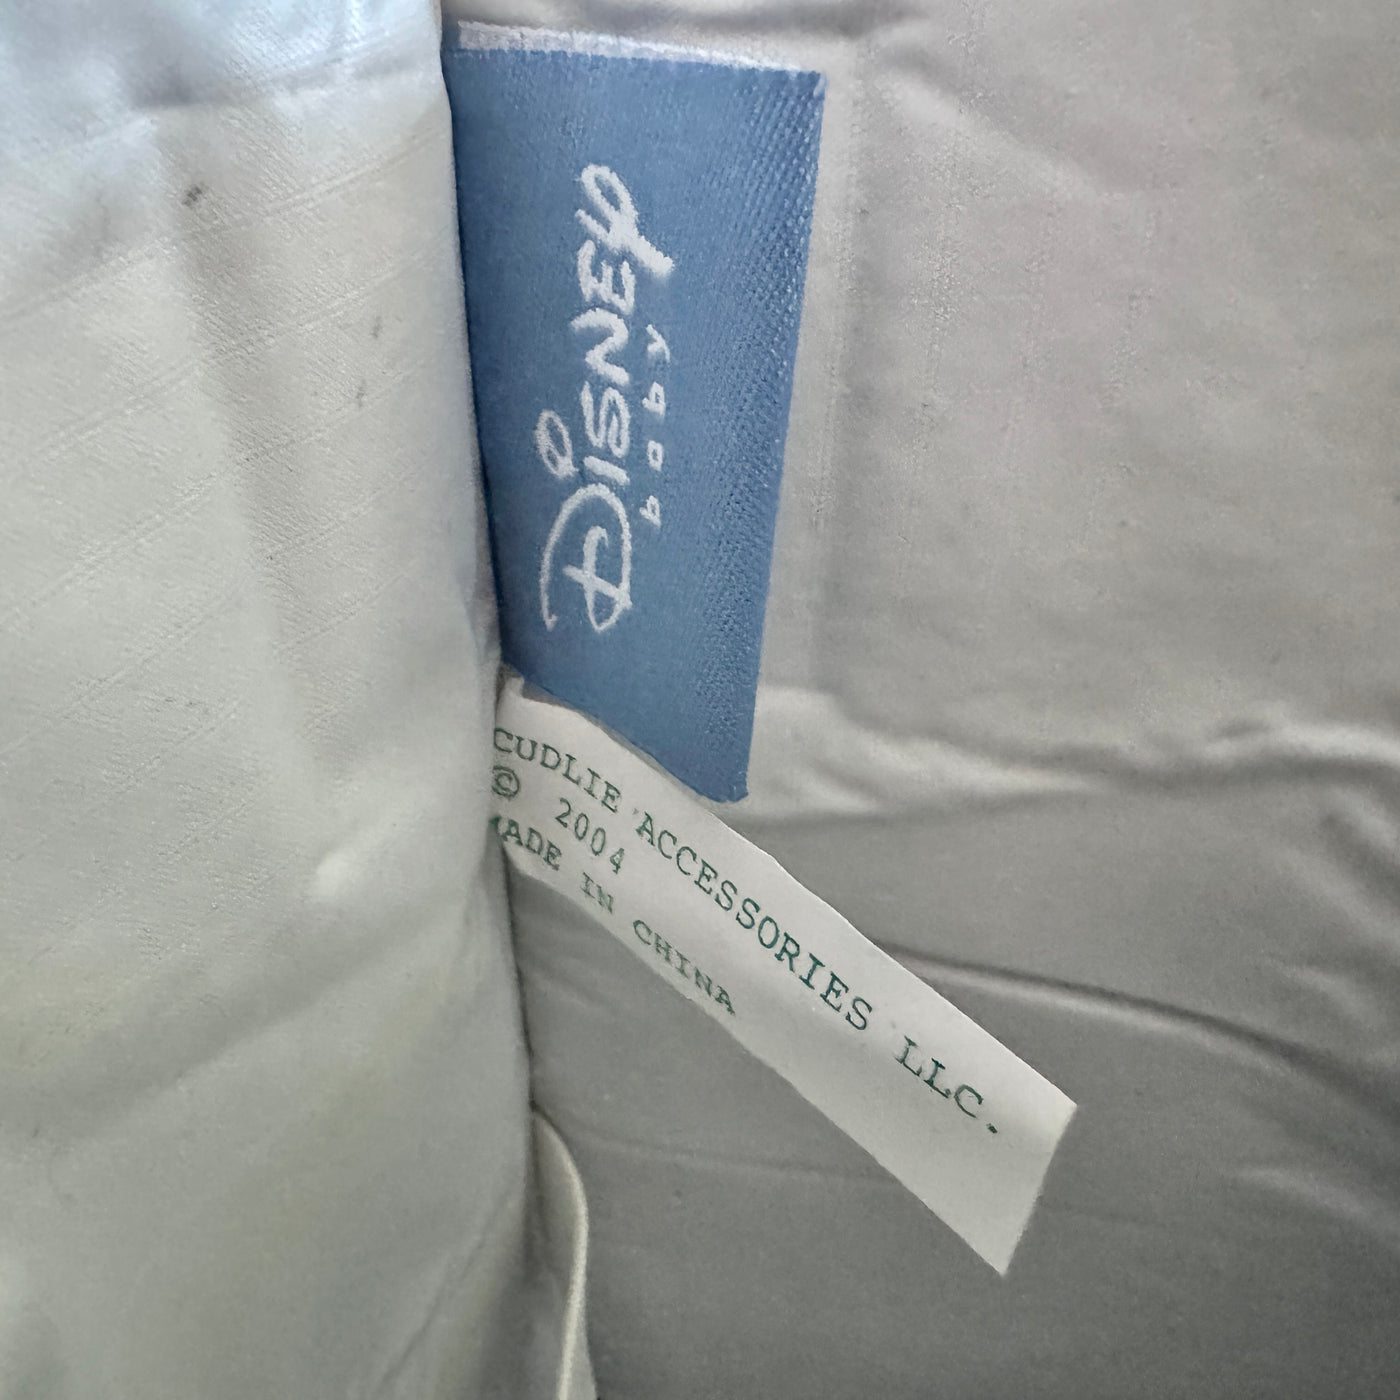 Disney
baby
CUDLIE ACCESSORIES LLC.
© 2004
MADE IN CHINA